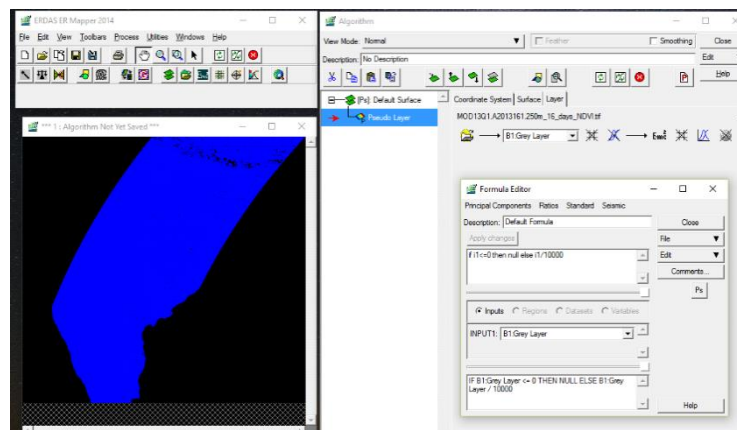 ERDAS ER Mapper 2014
File Edit View Toolbars Process Utilities Windows Help
*** 1 : Algorithm Not Yet Saved ***
Algorithm
View Mode: Normal
Feather
Smoothing
Close
Description: No Description
Edit
Help
[Ps]: Default Surface
Pseudo Layer
Coordinate System Surface Layer
MOD13Q1.A2013161.250m_16_days_NDVI.tif
B1:Grey Layer
Formula Editor
Principal Components Ratios Standard Seismic
Description: Default Formula
Close
Apply changes
File
if i1<=0 then null else i1/10000
Edit
Comments...
Ps
Inputs Regions Datasets Variables
INPUT1: B1:Grey Layer
IF B1:Grey Layer <= 0 THEN NULL ELSE B1:Grey
Layer / 10000
Help